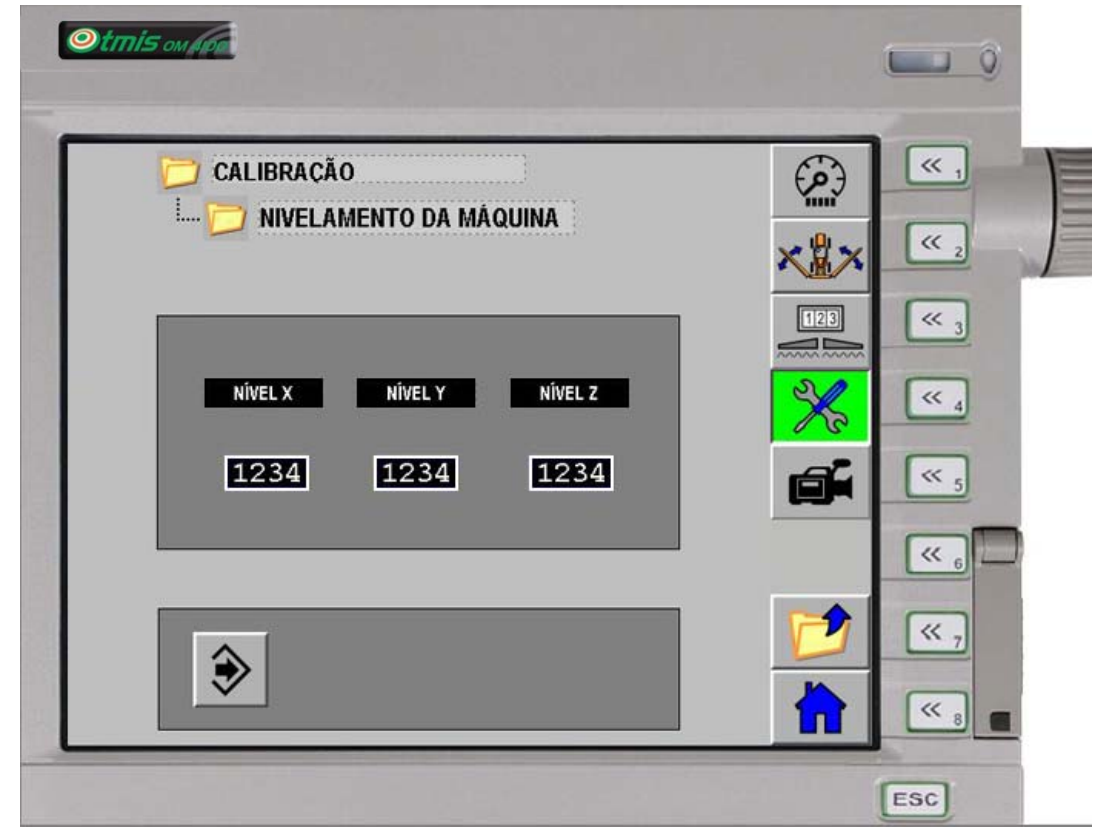 Otmis OM
CALIBRAÇÃO
NIVELAMENTO DA MÁQUINA
NÍVEL X NÍVEL Y NÍVEL Z
1234 1234 1234
123
<< 1
<< 2
<< 3
<< 4
<< 5
<< 6
<< 7
<< 8
ESC